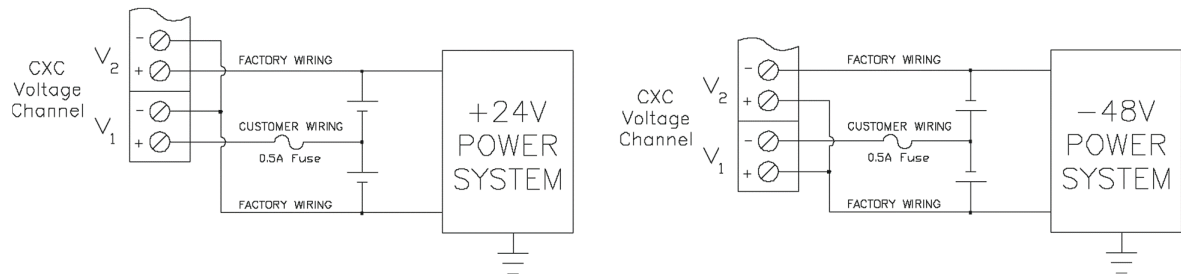 V2
V1
CXC
Voltage
Channel
-
+
-
+
FACTORY WIRING
CUSTOMER WIRING
0.5A Fuse
FACTORY WIRING
+24V
POWER
SYSTEM
V2
V1
CXC
Voltage
Channel
-
+
-
+
FACTORY WIRING
CUSTOMER WIRING
0.5A Fuse
FACTORY WIRING
-48V
POWER
SYSTEM